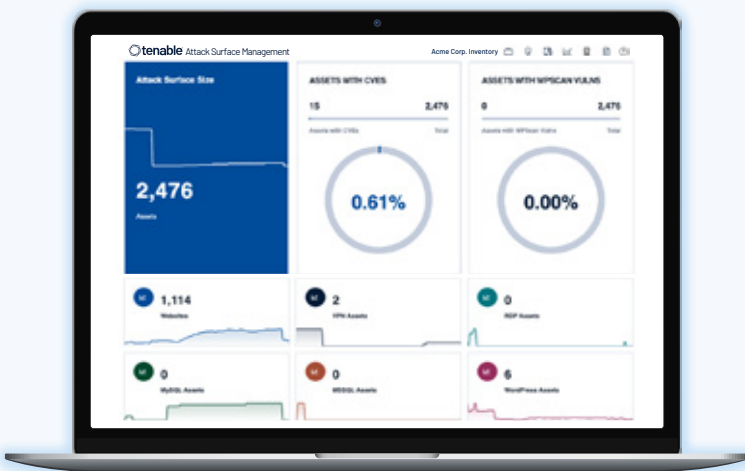 tenable Attack Surface Management
Acme Corp. Inventory
Attack Surface Size
2,476
Assets
ASSETS WITH CVES
15 2,476
Assets with CVEs Total
0.61%
ASSETS WITH WPSCAN VULNS
0 2,476
Assets with WPScan Vulns Total
0.00%
1,114
Websites
2
VPN Assets
0
RDP Assets
0
MySQL Assets
0
MSSQL Assets
6
WordPress Assets